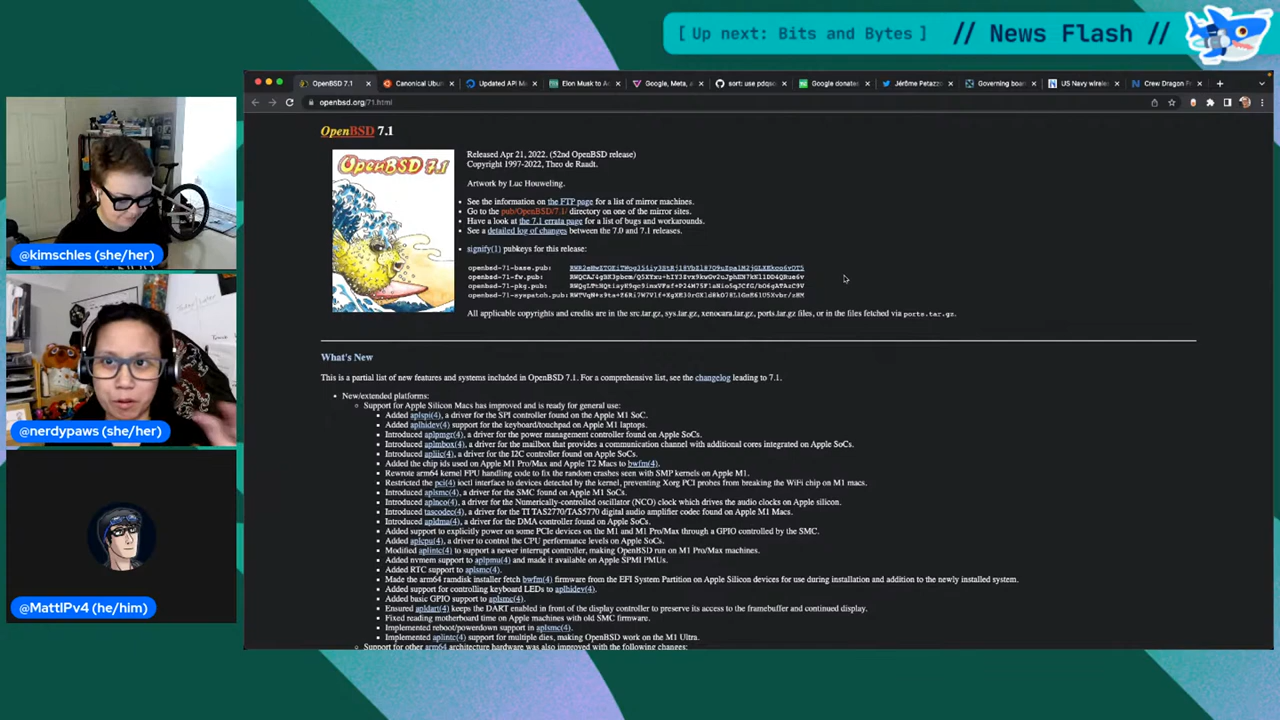 [ Up next: Bits and Bytes ] // News Flash //
OpenBSD 7.1
Canonical Ubu
Updated API M
Elon Musk to Ac
Google, Meta, A
sort: use pdqso
Google donates
Jérôme Petazzo
Governing boar
US Navy wirele
Crew Dragon Fr
openbsd.org/71.html
OpenBSD 7.1
OpenBSD 7.1
Released Apr 21, 2022. (52nd OpenBSD release)
Copyright 1997-2022, Theo de Raadt.
Artwork by Luc Houweling.
See the information on the FTP page for a list of mirror machines.
Go to the pub/OpenBSD/7.1/ directory on one of the mirror sites.
Have a look at the 7.1 errata page for a list of bugs and workarounds.
See a detailed log of changes between the 7.0 and 7.1 releases.
signify(1) pubkeys for this release:
openbsd-71-base.pub:
openbsd-71-fw.pub:
openbsd-71-pkg.pub:
openbsd-71-syspatch.pub:
All applicable copyrights and credits are in the src.tar.gz, sys.tar.gz, xenocara.tar.gz, ports.tar.gz files, or in the files fetched via ports.tar.gz.
What's New
This is a partial list of new features and systems included in OpenBSD 7.1. For a comprehensive list, see the changelog leading to 7.1.
New/extended platforms:
Support for Apple Silicon Macs has improved and is ready for general use:
Added aplspi(4), a driver for the SPI controller found on the Apple M1 SoC.
Added aplhidev(4) support for the keyboard/touchpad on Apple M1 laptops.
Introduced aplpmgr(4), a driver for the power management controller found on Apple SoCs.
Introduced aplmbox(4), a driver for the mailbox that provides a communication channel with additional cores integrated on Apple SoCs.
Introduced apliic(4), a driver for the I2C controller found on Apple SoCs.
Added the chip ids used on Apple M1 Pro/Max and Apple T2 Macs to bwfm(4).
Rewrote arm64 kernel FPU handling code to fix the random crashes seen with SMP kernels on Apple M1.
Restricted the pci(4) ioctl interface to devices detected by the kernel, preventing Xorg PCI probes from breaking the WiFi chip on M1 macs.
Introduced aplsmc(4), a driver for the SMC found on Apple M1 SoCs.
Introduced aplnco(4), a driver for the Numerically-controlled oscillator (NCO) clock which drives the audio clocks on Apple silicon.
Introduced tascodec(4), a driver for the TI TAS2770/TAS5770 digital audio amplifier codec found on Apple M1 Macs.
Introduced apldma(4), a driver for the DMA controller found on Apple SoCs.
Added support to explicitly power on some PCIe devices on the M1 and M1 Pro/Max through a GPIO controlled by the SMC.
Added aplcpu(4), a driver to control the CPU performance levels on Apple SoCs.
Modified aplintc(4) to support a newer interrupt controller, making OpenBSD run on M1 Pro/Max machines.
Added nvmem support to aplpmu(4) and made it available on Apple SPMI PMUs.
Added RTC support to aplsmc(4).
Made the arm64 ramdisk installer fetch bwfm(4) firmware from the EFI System Partition on Apple Silicon devices for use during installation and addition to the newly installed system.
Added support for controlling keyboard LEDs to aplhidev(4).
Added basic GPIO support to aplsmc(4).
Ensured apldart(4) keeps the DART enabled in front of the display controller to preserve its access to the framebuffer and continued display.
Fixed reading motherboard time on Apple machines with old SMC firmware.
Implemented reboot/powerdown support in aplsmc(4).
Implemented aplintc(4) support for multiple dies, making OpenBSD work on the M1 Ultra.
Support for other arm64 architecture hardware was also improved with the following changes:
@kimschles (she/her)
@nerdypaws (she/her)
@MattIPv4 (he/him)